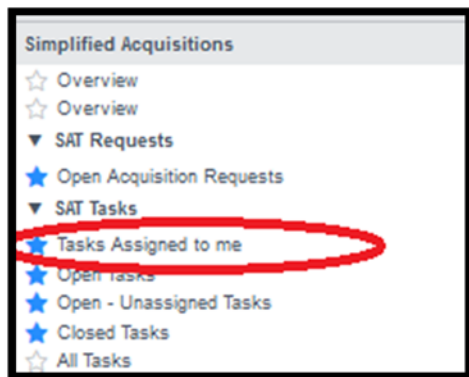 Simplified Acquisitions
Overview
Overview
SAT Requests
Open Acquisition Requests
SAT Tasks
Tasks Assigned to me
Open Tasks
Open - Unassigned Tasks
Closed Tasks
All Tasks